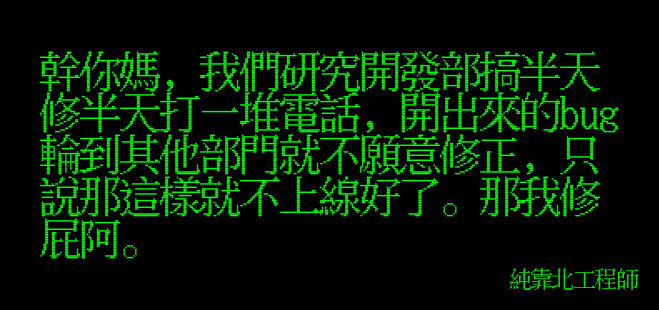 幹你媽，我們研究開發部搞半天
修半天打一堆電話，開出來的bug
輪到其他部門就不願意修正，只
說那這樣就不上線好了。那我修
屁阿。
純靠北工程師